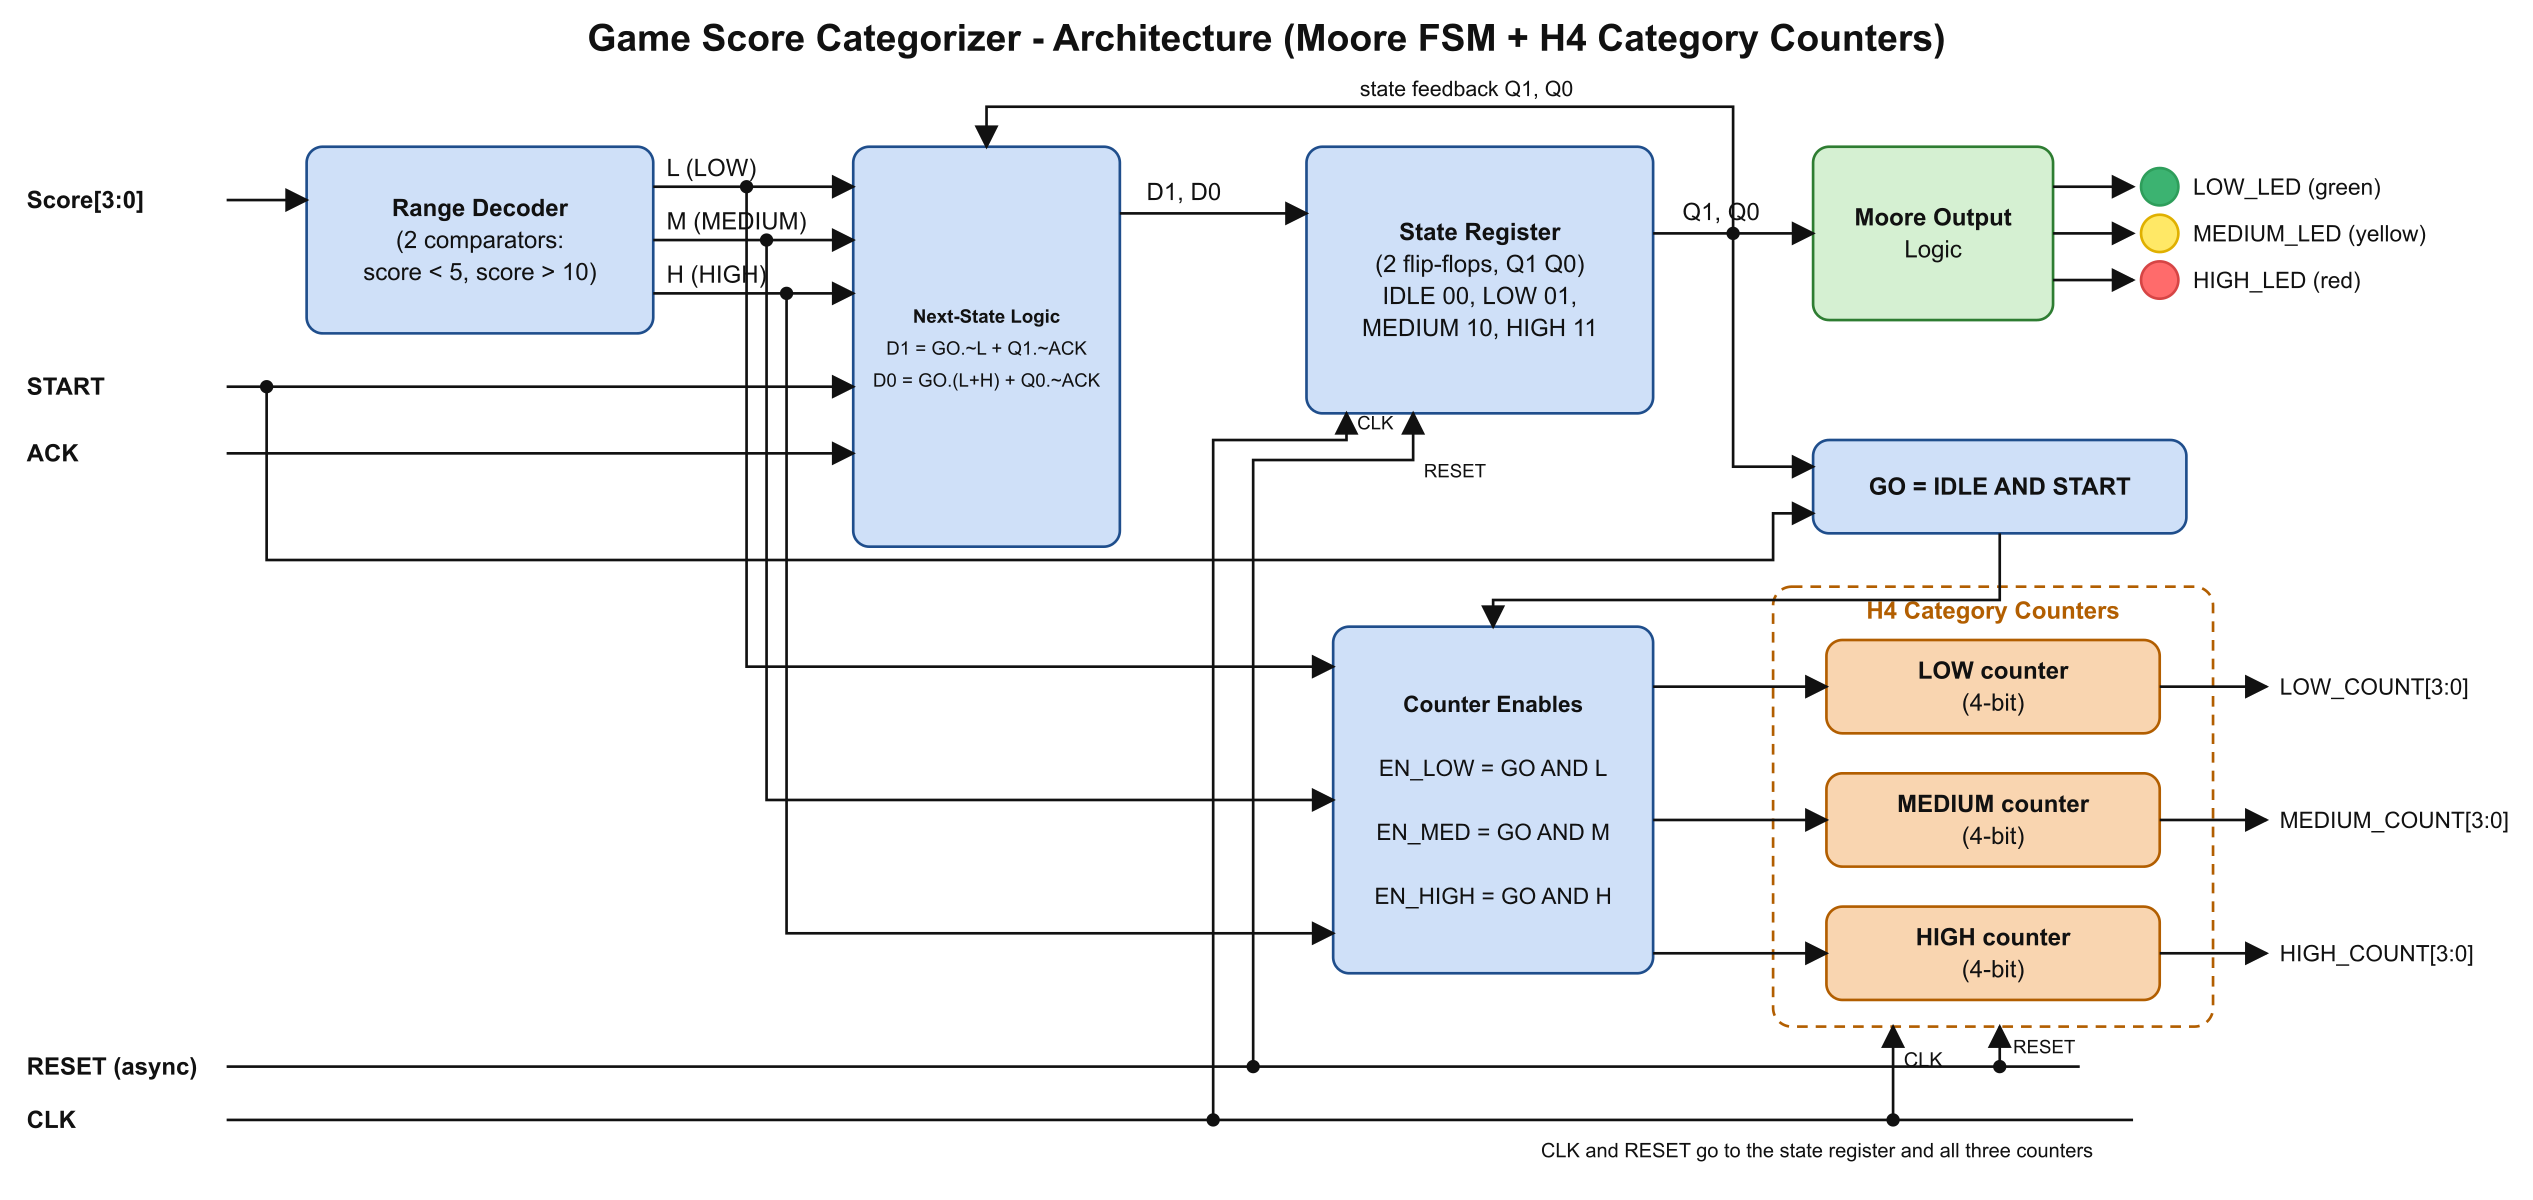 Game Score Categorizer - Architecture (Moore FSM + H4 Category Counters)
state feedback Q1, Q0
Score[3:0]
Range Decoder
(2 comparators:
score < 5, score > 10)
L (LOW)
M (MEDIUM)
H (HIGH)
START
ACK
Next-State Logic
D1 = GO.~L + Q1.~ACK
D0 = GO.(L+H) + Q0.~ACK
D1, D0
State Register
(2 flip-flops, Q1 Q0)
IDLE 00, LOW 01,
MEDIUM 10, HIGH 11
CLK
RESET
Q1, Q0
Moore Output
Logic
LOW_LED (green)
MEDIUM_LED (yellow)
HIGH_LED (red)
GO = IDLE AND START
Counter Enables
EN_LOW = GO AND L
EN_MED = GO AND M
EN_HIGH = GO AND H
H4 Category Counters
LOW counter
(4-bit)
MEDIUM counter
(4-bit)
HIGH counter
(4-bit)
LOW_COUNT[3:0]
MEDIUM_COUNT[3:0]
HIGH_COUNT[3:0]
CLK
RESET
RESET (async)
CLK
CLK and RESET go to the state register and all three counters